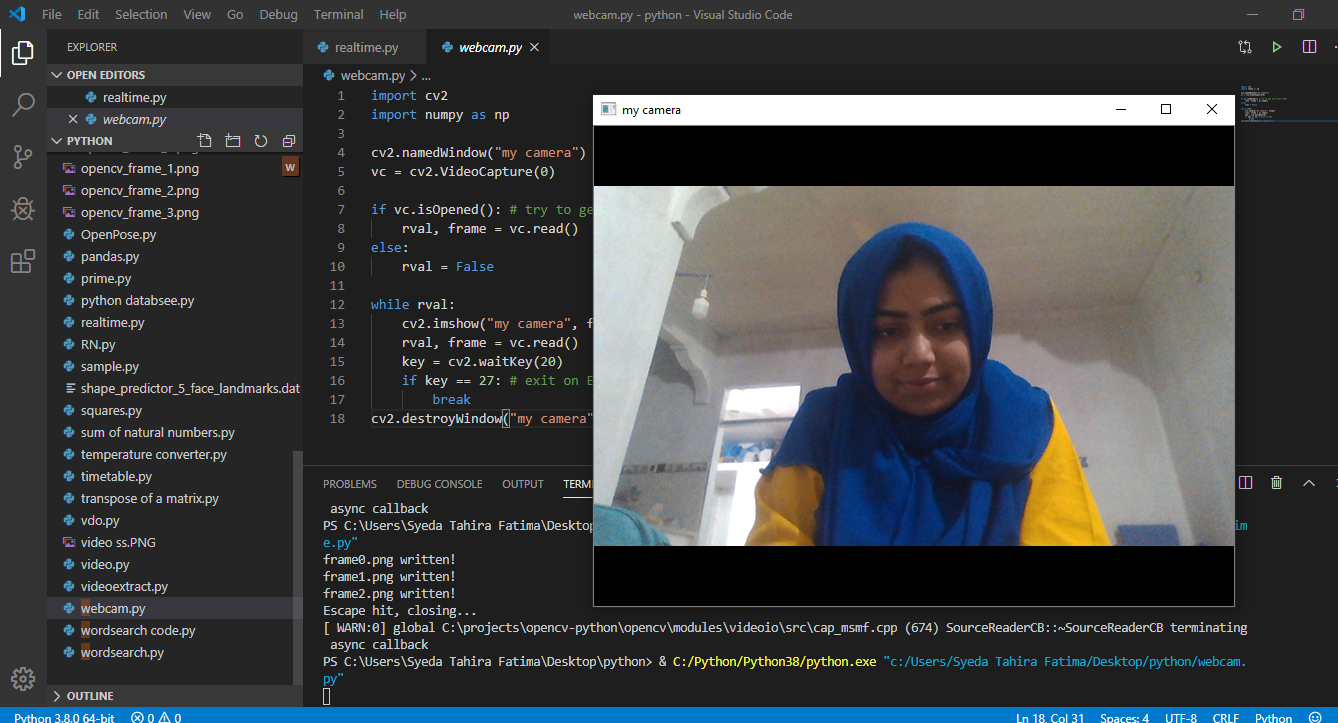 File Edit Selection View Go Debug Terminal Help
webcam.py - python - Visual Studio Code
EXPLORER
OPEN EDITORS
realtime.py
webcam.py
PYTHON
opencv_frame_1.png
W
opencv_frame_2.png
opencv_frame_3.png
OpenPose.py
pandas.py
prime.py
python databsee.py
realtime.py
RN.py
sample.py
shape_predictor_5_face_landmarks.dat
squares.py
sum of natural numbers.py
temperature converter.py
timetable.py
transpose of a matrix.py
vdo.py
video ss.PNG
video.py
videoextract.py
webcam.py
wordsearch code.py
wordsearch.py
OUTLINE
realtime.py
webcam.py
webcam.py > ...
1 import cv2
2 import numpy as np
3
4 cv2.namedWindow("my camera")
5 vc = cv2.VideoCapture(0)
6
7 if vc.isOpened(): # try to ge
8 rval, frame = vc.read()
9 else:
10 rval = False
11
12 while rval:
13 cv2.imshow("my camera", f
14 rval, frame = vc.read()
15 key = cv2.waitKey(20)
16 if key == 27: # exit on E
17 break
18 cv2.destroyWindow("my camera"
my camera
PROBLEMS DEBUG CONSOLE OUTPUT TERM
async callback
PS C:\Users\Syeda Tahira Fatima\Desktop
im
e.py"
frame0.png written!
frame1.png written!
frame2.png written!
Escape hit, closing...
[ WARN:0] global C:\projects\opencv-python\opencv\modules\videoio\src\cap_msmf.cpp (674) SourceReaderCB::~SourceReaderCB terminating
async callback
PS C:\Users\Syeda Tahira Fatima\Desktop\python> & C:/Python/Python38/python.exe "c:/Users/Syeda Tahira Fatima/Desktop/python/webcam.
py"
Python 3.8.0 64-bit 0 0
Ln 18, Col 31 Spaces: 4 UTF-8 CRLF Python